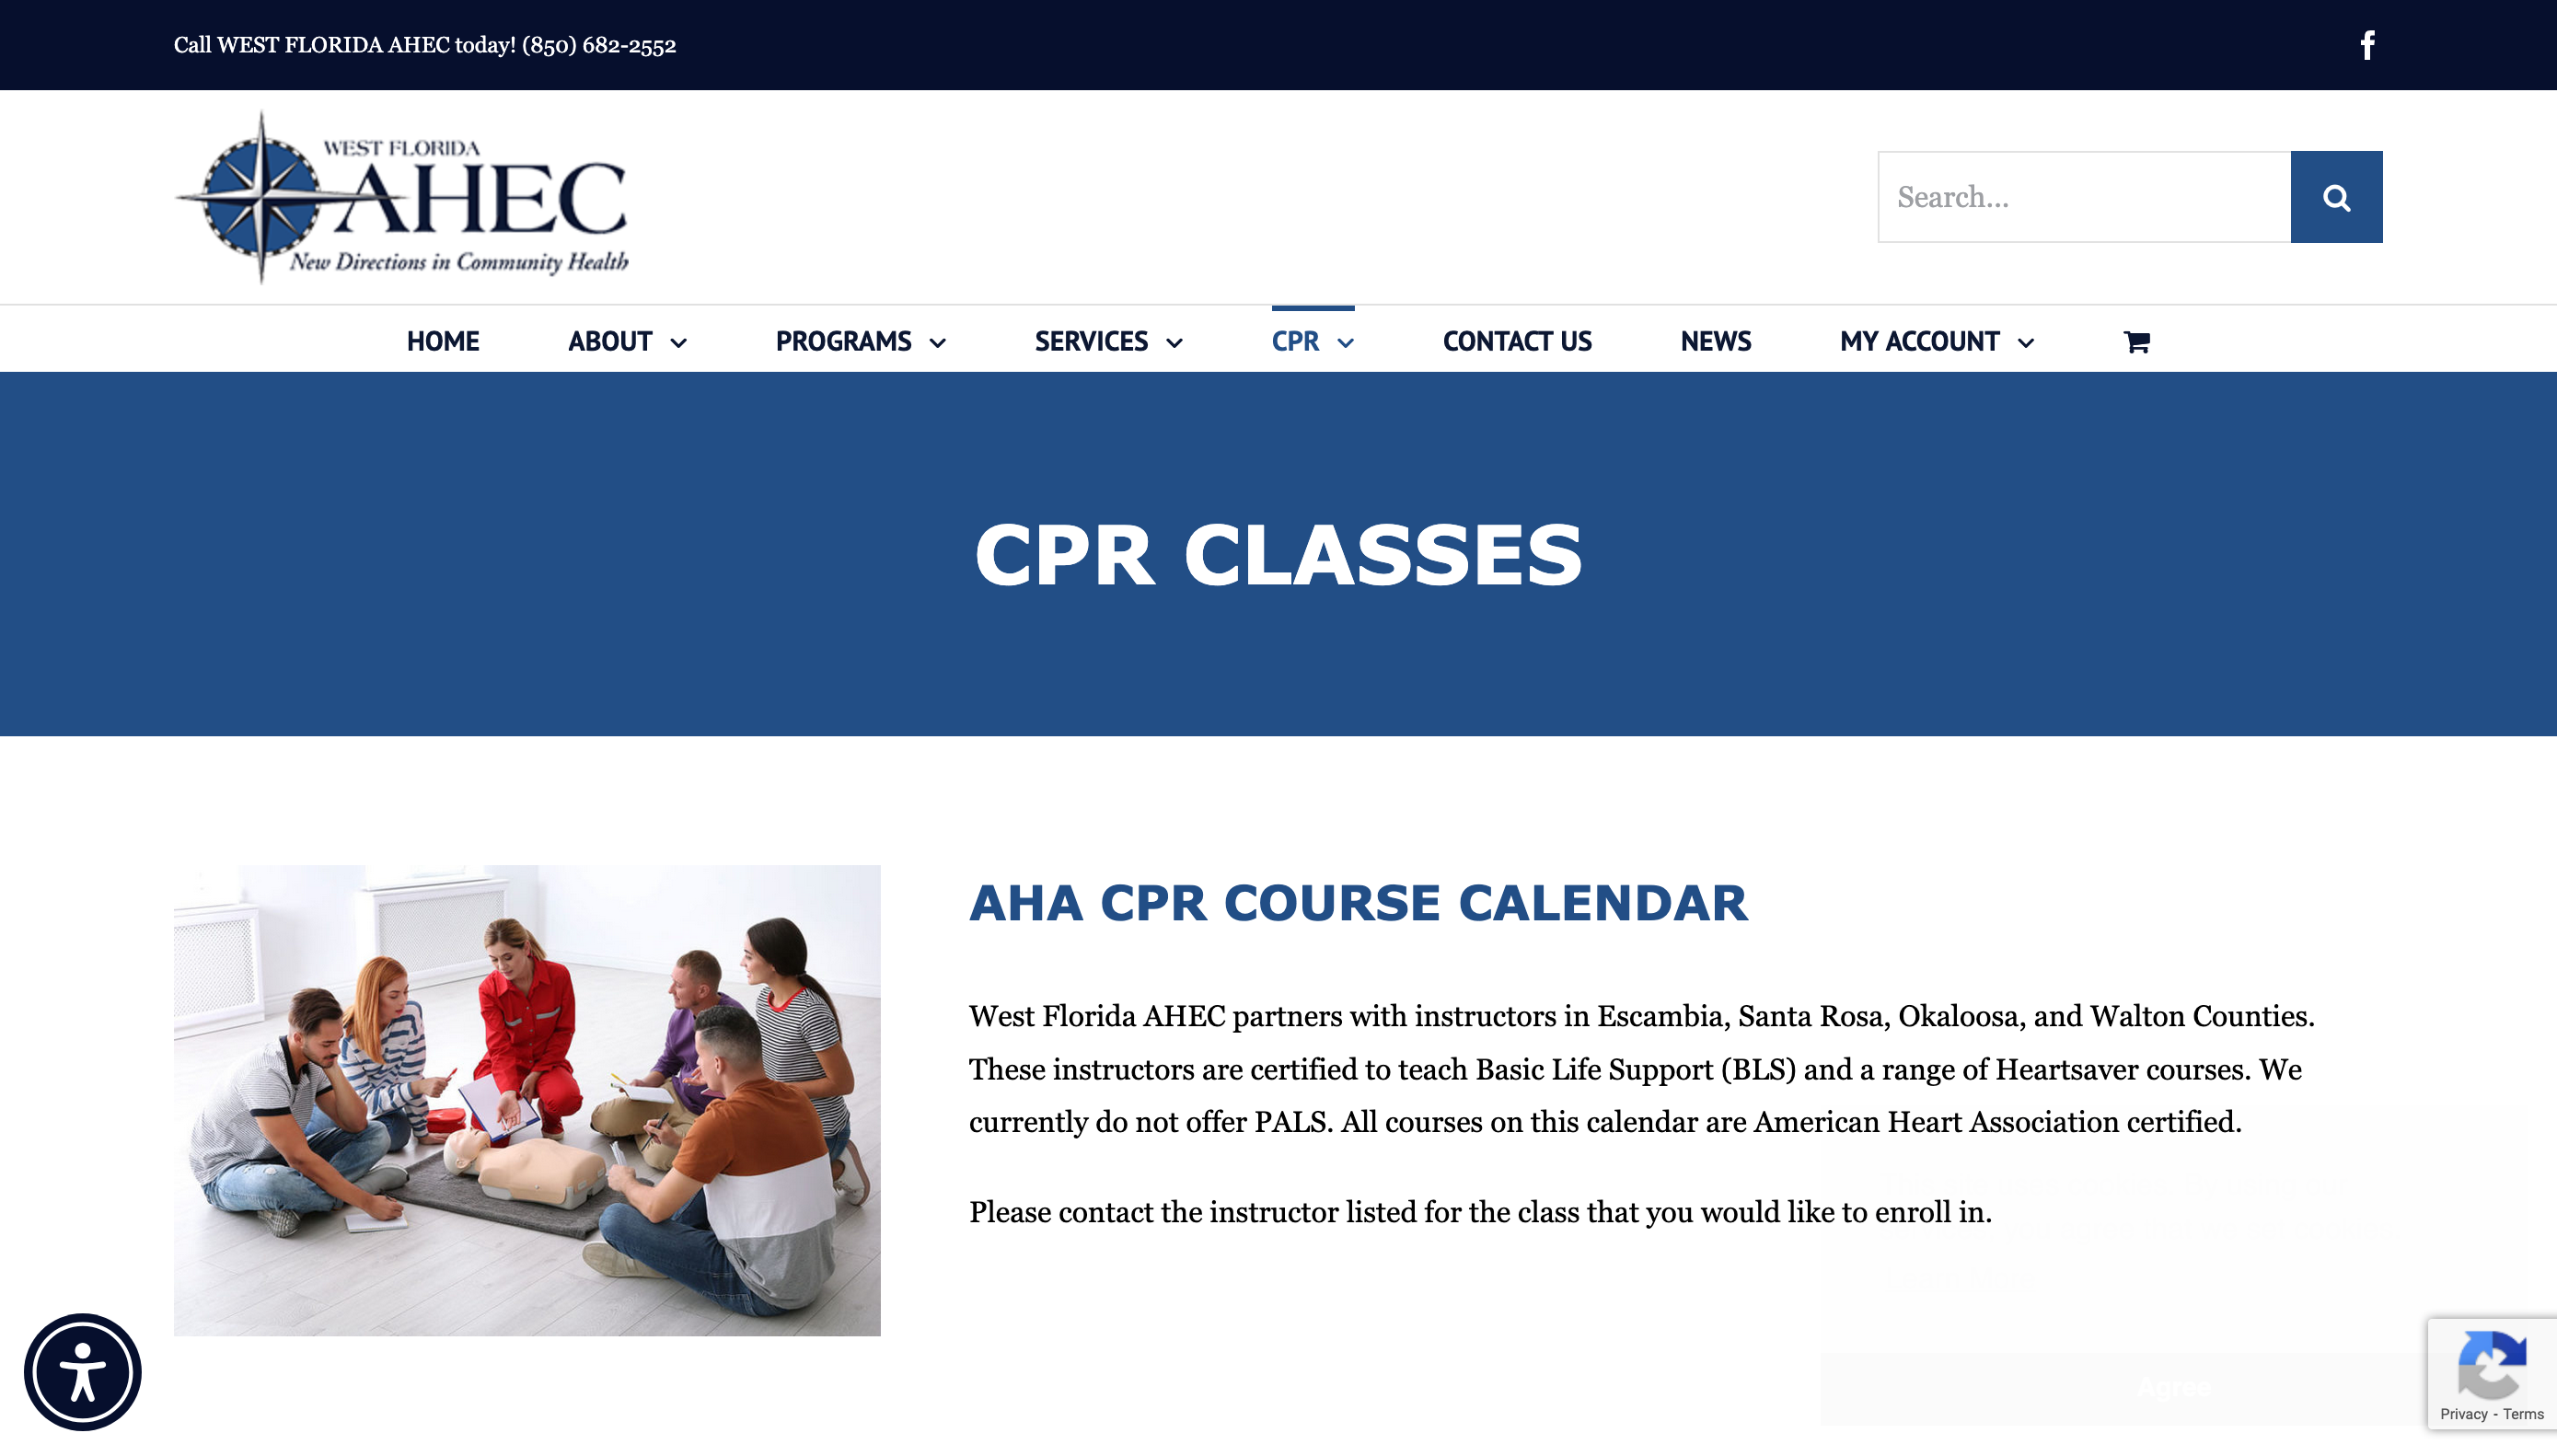 Call WEST FLORIDA AHEC today! (850) 682-2552
WEST FLORIDA
AHEC
New Directions in Community Health
Search...
HOME ABOUT PROGRAMS SERVICES CPR CONTACT US NEWS MY ACCOUNT
CPR CLASSES
AHA CPR COURSE CALENDAR
West Florida AHEC partners with instructors in Escambia, Santa Rosa, Okaloosa, and Walton Counties.
These instructors are certified to teach Basic Life Support (BLS) and a range of Heartsaver courses. We
currently do not offer PALS. All courses on this calendar are American Heart Association certified.
Please contact the instructor listed for the class that you would like to enroll in.
Agree
Privacy - Terms